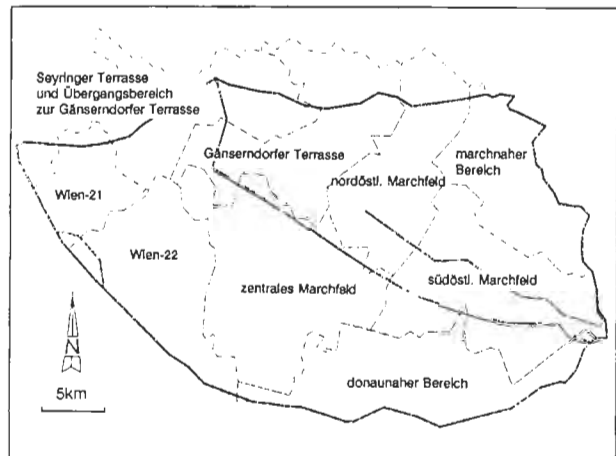 Seyringer Terrasse
und Übergangsbereich
zur Gänserndorfer Terrasse
Gänserndorfer Terrasse
marchnaher
Bereich
nordöstl. Marchfeld
Wien-21
Wien-22
zentrales Marchfeld
südöstl. Marchfeld
donaunaher Bereich
N
5km